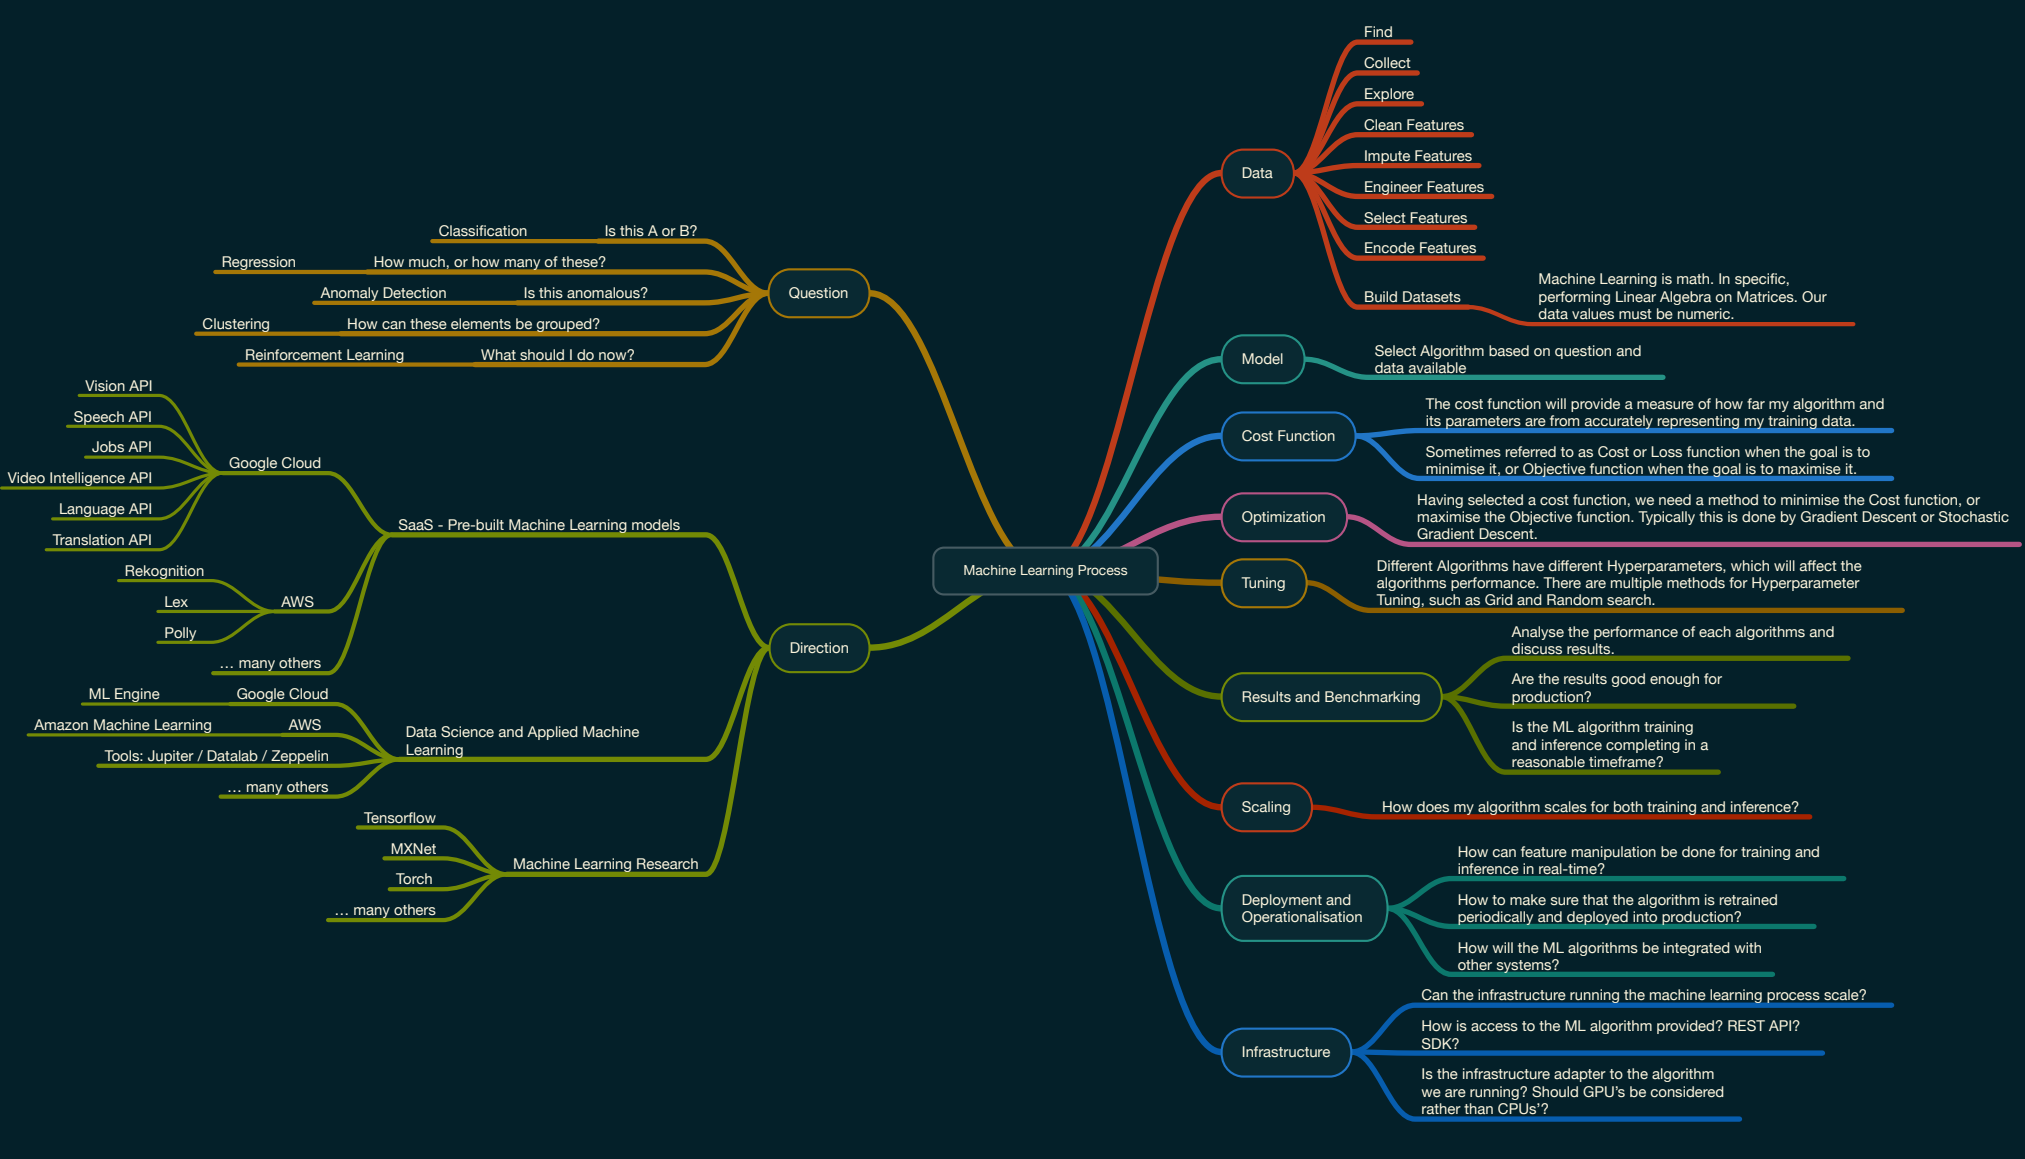 Machine Learning Process
Question
Is this A or B?
Classification
How much, or how many of these?
Regression
Is this anomalous?
Anomaly Detection
How can these elements be grouped?
Clustering
What should I do now?
Reinforcement Learning
Direction
SaaS - Pre-built Machine Learning models
Google Cloud
Vision API
Speech API
Jobs API
Video Intelligence API
Language API
Translation API
AWS
Rekognition
Lex
Polly
... many others
Data Science and Applied Machine
Learning
Google Cloud
ML Engine
AWS
Amazon Machine Learning
Tools: Jupiter / Datalab / Zeppelin
... many others
Machine Learning Research
Tensorflow
MXNet
Torch
... many others
Data
Find
Collect
Explore
Clean Features
Impute Features
Engineer Features
Select Features
Encode Features
Build Datasets
Machine Learning is math. In specific,
performing Linear Algebra on Matrices. Our
data values must be numeric.
Model
Select Algorithm based on question and
data available
Cost Function
The cost function will provide a measure of how far my algorithm and
its parameters are from accurately representing my training data.
Sometimes referred to as Cost or Loss function when the goal is to
minimise it, or Objective function when the goal is to maximise it.
Optimization
Having selected a cost function, we need a method to minimise the Cost function, or
maximise the Objective function. Typically this is done by Gradient Descent or Stochastic
Gradient Descent.
Tuning
Different Algorithms have different Hyperparameters, which will affect the
algorithms performance. There are multiple methods for Hyperparameter
Tuning, such as Grid and Random search.
Results and Benchmarking
Analyse the performance of each algorithms and
discuss results.
Are the results good enough for
production?
Is the ML algorithm training
and inference completing in a
reasonable timeframe?
Scaling
How does my algorithm scales for both training and inference?
Deployment and
Operationalisation
How can feature manipulation be done for training and
inference in real-time?
How to make sure that the algorithm is retrained
periodically and deployed into production?
How will the ML algorithms be integrated with
other systems?
Infrastructure
Can the infrastructure running the machine learning process scale?
How is access to the ML algorithm provided? REST API?
SDK?
Is the infrastructure adapter to the algorithm
we are running? Should GPU's be considered
rather than CPUs'?